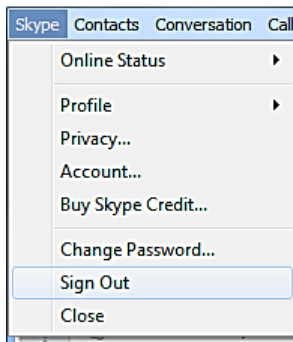 Skype Contacts Conversation Call
Online Status
Profile
Privacy...
Account...
Buy Skype Credit...
Change Password...
Sign Out
Close